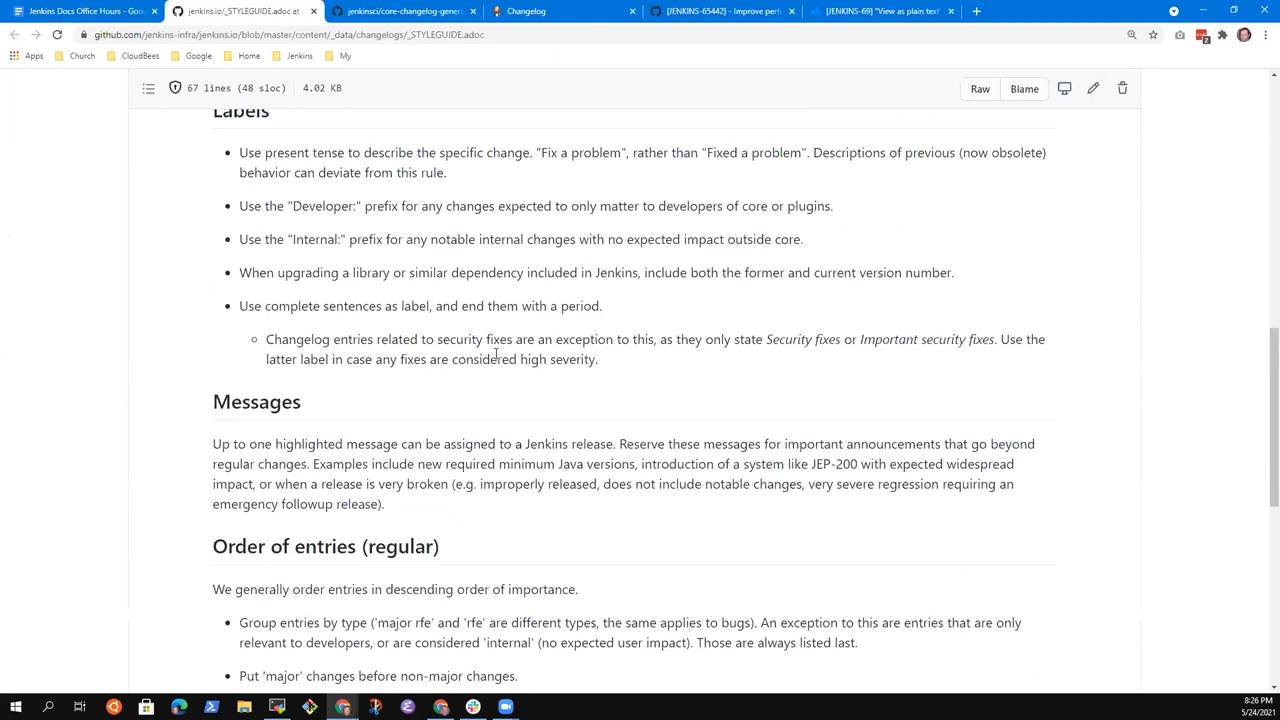 Jenkins Docs Office Hours - Goo
jenkins.io/_STYLEGUIDE.adoc at
jenkinsci/core-changelog-gener
Changelog
[JENKINS-65442] - Improve perf
[JENKINS-69] "View as plain text"
github.com/jenkins-infra/jenkins.io/blob/master/content/_data/changelogs/_STYLEGUIDE.adoc
2
Apps
Church
CloudBees
Google
Home
Jenkins
My
67 lines (48 sloc)
4.02 KB
Raw
Blame
Labels
Use present tense to describe the specific change. "Fix a problem", rather than "Fixed a problem". Descriptions of previous (now obsolete)
behavior can deviate from this rule.
Use the "Developer:" prefix for any changes expected to only matter to developers of core or plugins.
Use the "Internal:" prefix for any notable internal changes with no expected impact outside core.
When upgrading a library or similar dependency included in Jenkins, include both the former and current version number.
Use complete sentences as label, and end them with a period.
Changelog entries related to security fixes are an exception to this, as they only state Security fixes or Important security fixes. Use the
latter label in case any fixes are considered high severity.
Messages
Up to one highlighted message can be assigned to a Jenkins release. Reserve these messages for important announcements that go beyond
regular changes. Examples include new required minimum Java versions, introduction of a system like JEP-200 with expected widespread
impact, or when a release is very broken (e.g. improperly released, does not include notable changes, very severe regression requiring an
emergency followup release).
Order of entries (regular)
We generally order entries in descending order of importance.
Group entries by type ('major rfe' and 'rfe' are different types, the same applies to bugs). An exception to this are entries that are only
relevant to developers, or are considered 'internal' (no expected user impact). Those are always listed last.
Put 'major' changes before non-major changes.
8:26 PM
5/24/2021